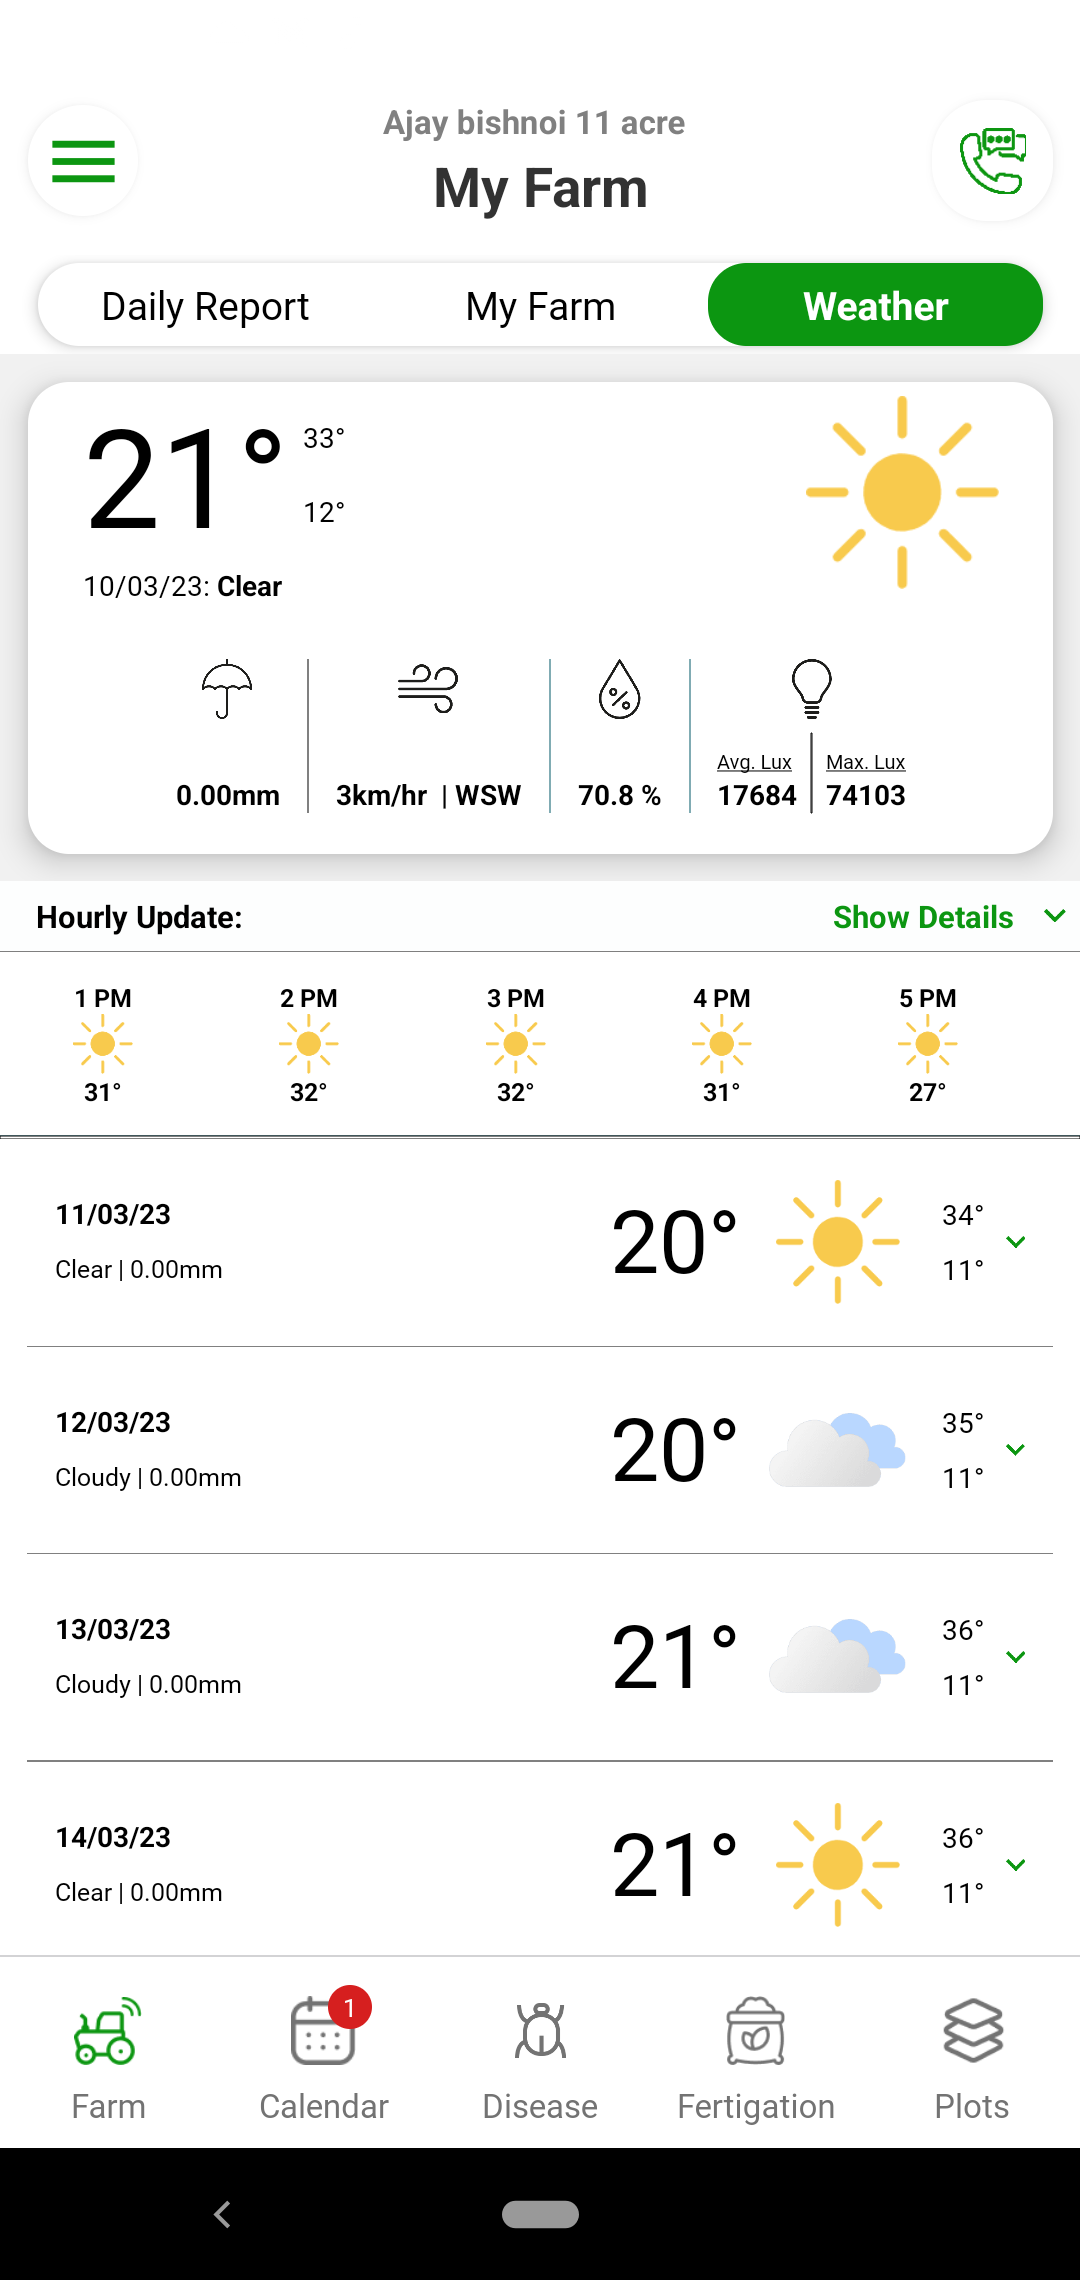 Ajay bishnoi 11 acre
My Farm
Daily Report My Farm Weather
21° 33°
12°
10/03/23: Clear
Avg. Lux Max. Lux
0.00mm 3km/hr | WSW 70.8 % 17684 74103
Hourly Update: Show Details
1 PM 2 PM 3 PM 4 PM 5 PM
31° 32° 32° 31° 27°
11/03/23 20° 34°
Clear | 0.00mm 11°
12/03/23 20° 35°
Cloudy | 0.00mm 11°
13/03/23 21° 36°
Cloudy | 0.00mm 11°
14/03/23 21° 36°
Clear | 0.00mm 11°
1
Farm Calendar Disease Fertigation Plots